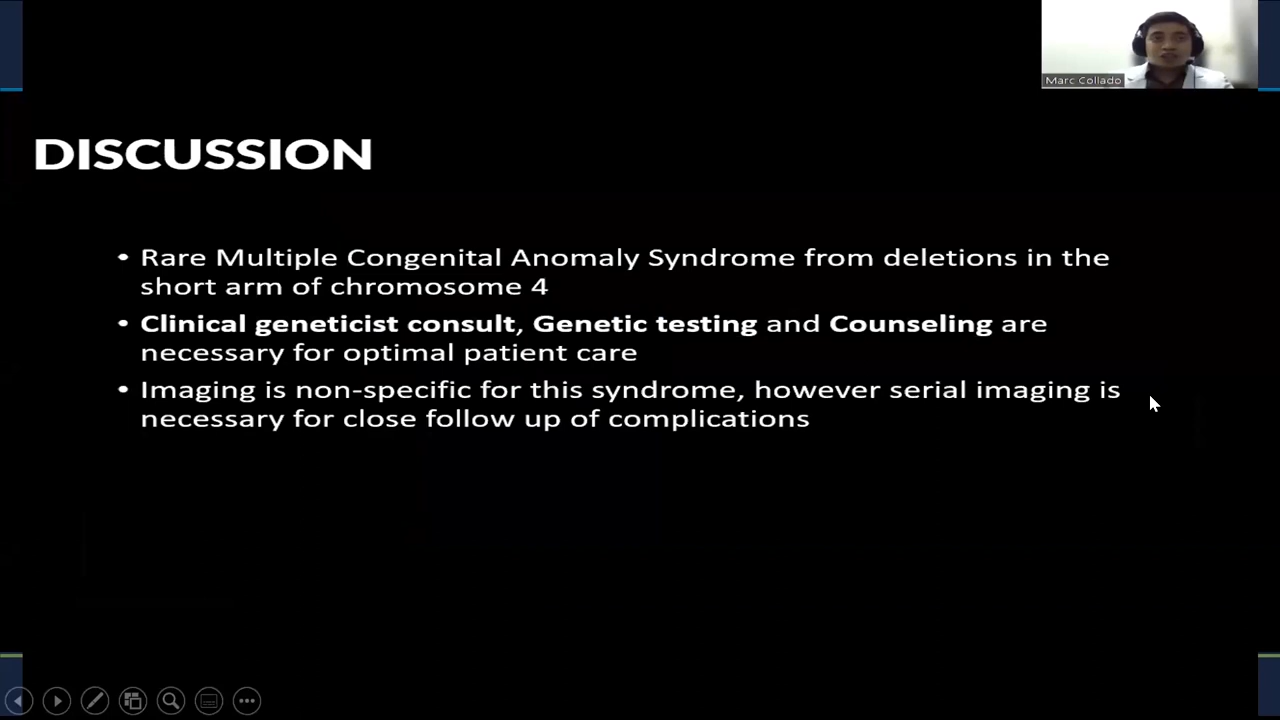 Marc Collado
DISCUSSION
• Rare Multiple Congenital Anomaly Syndrome from deletions in the
short arm of chromosome 4
• Clinical geneticist consult, Genetic testing and Counseling are
necessary for optimal patient care
• Imaging is non-specific for this syndrome, however serial imaging is
necessary for close follow up of complications